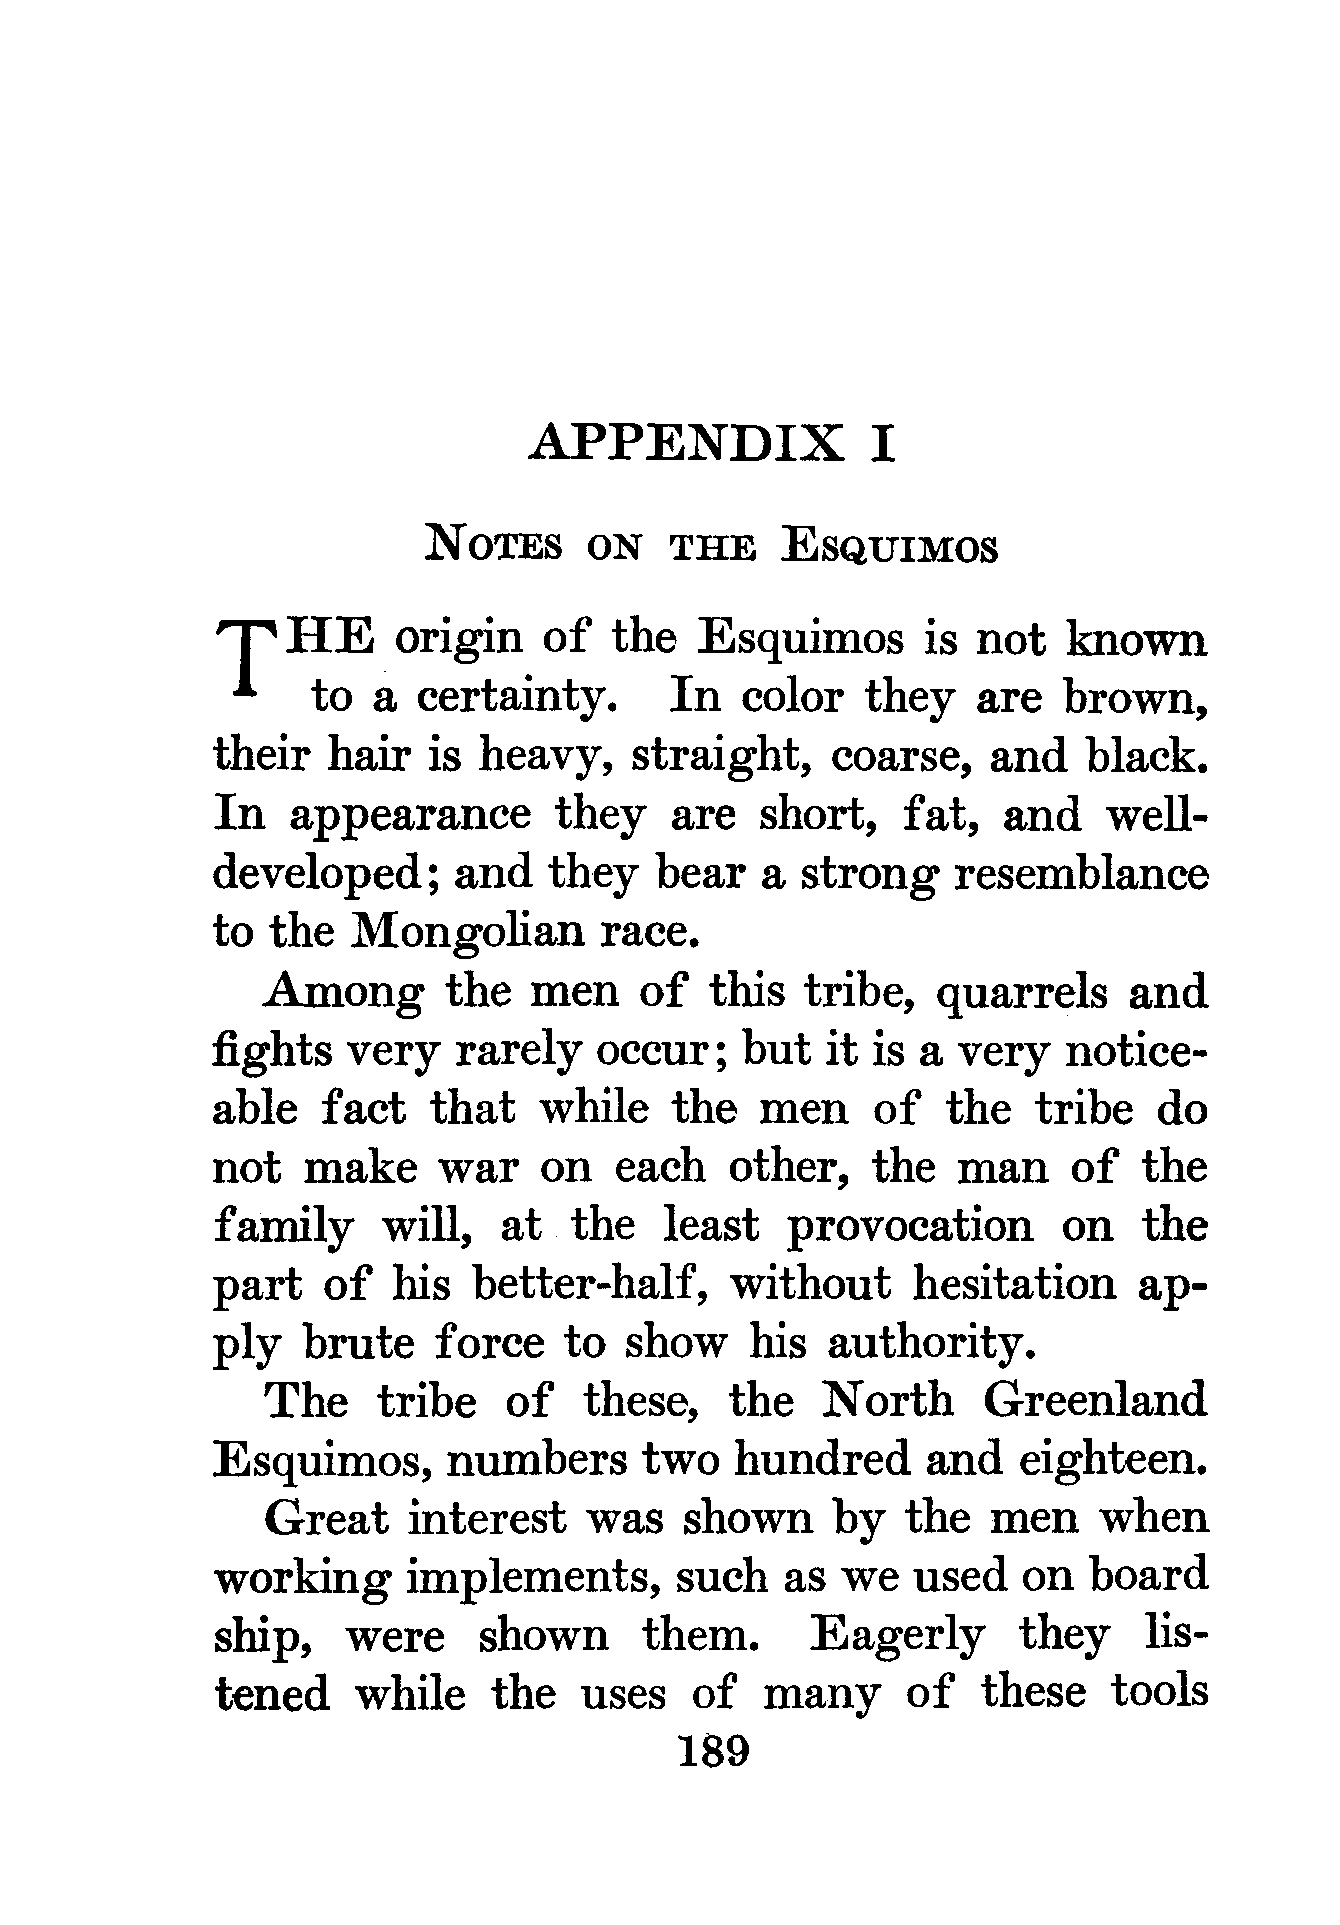 APPENDIX I
NOTES ON THE ESQUIMOS
THE origin of the Esquimos is not known
to a certainty. In color they are brown,
their hair is heavy, straight, coarse, and black.
In appearance they are short, fat, and well-
developed; and they bear a strong resemblance
to the Mongolian race.
Among the men of this tribe, quarrels and
fights very rarely occur; but it is a very notice-
able fact that while the men of the tribe do
not make war on each other, the man of the
family will, at the least provocation on the
part of his better-half, without hesitation ap-
ply brute force to show his authority.
The tribe of these, the North Greenland
Esquimos, numbers two hundred and eighteen.
Great interest was shown by the men when
working implements, such as we used on board
ship, were shown them. Eagerly they lis-
tened while the uses of many of these tools
189